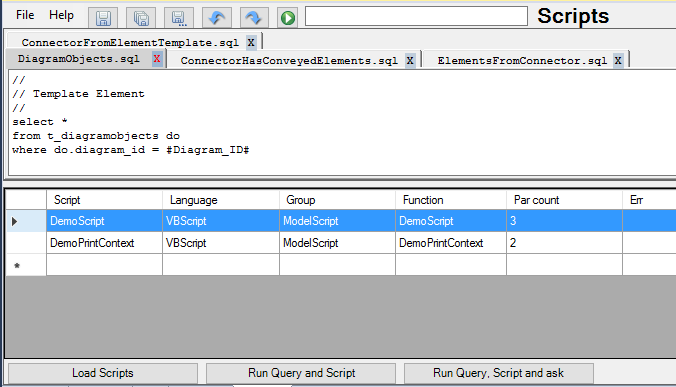 File Help Scripts
ConnectorFromElementTemplate.sql X
DiagramObjects.sql X ConnectorHasConveyedElements.sql X ElementsFromConnector.sql X
//
// Template Element
//
select *
from t_diagramobjects do
where do.diagram_id = #Diagram_ID#
Script Language Group Function Par count Err
DemoScript VBScript ModelScript DemoScript 3
DemoPrintContext VBScript ModelScript DemoPrintContext 2
*
Load Scripts Run Query and Script Run Query, Script and ask